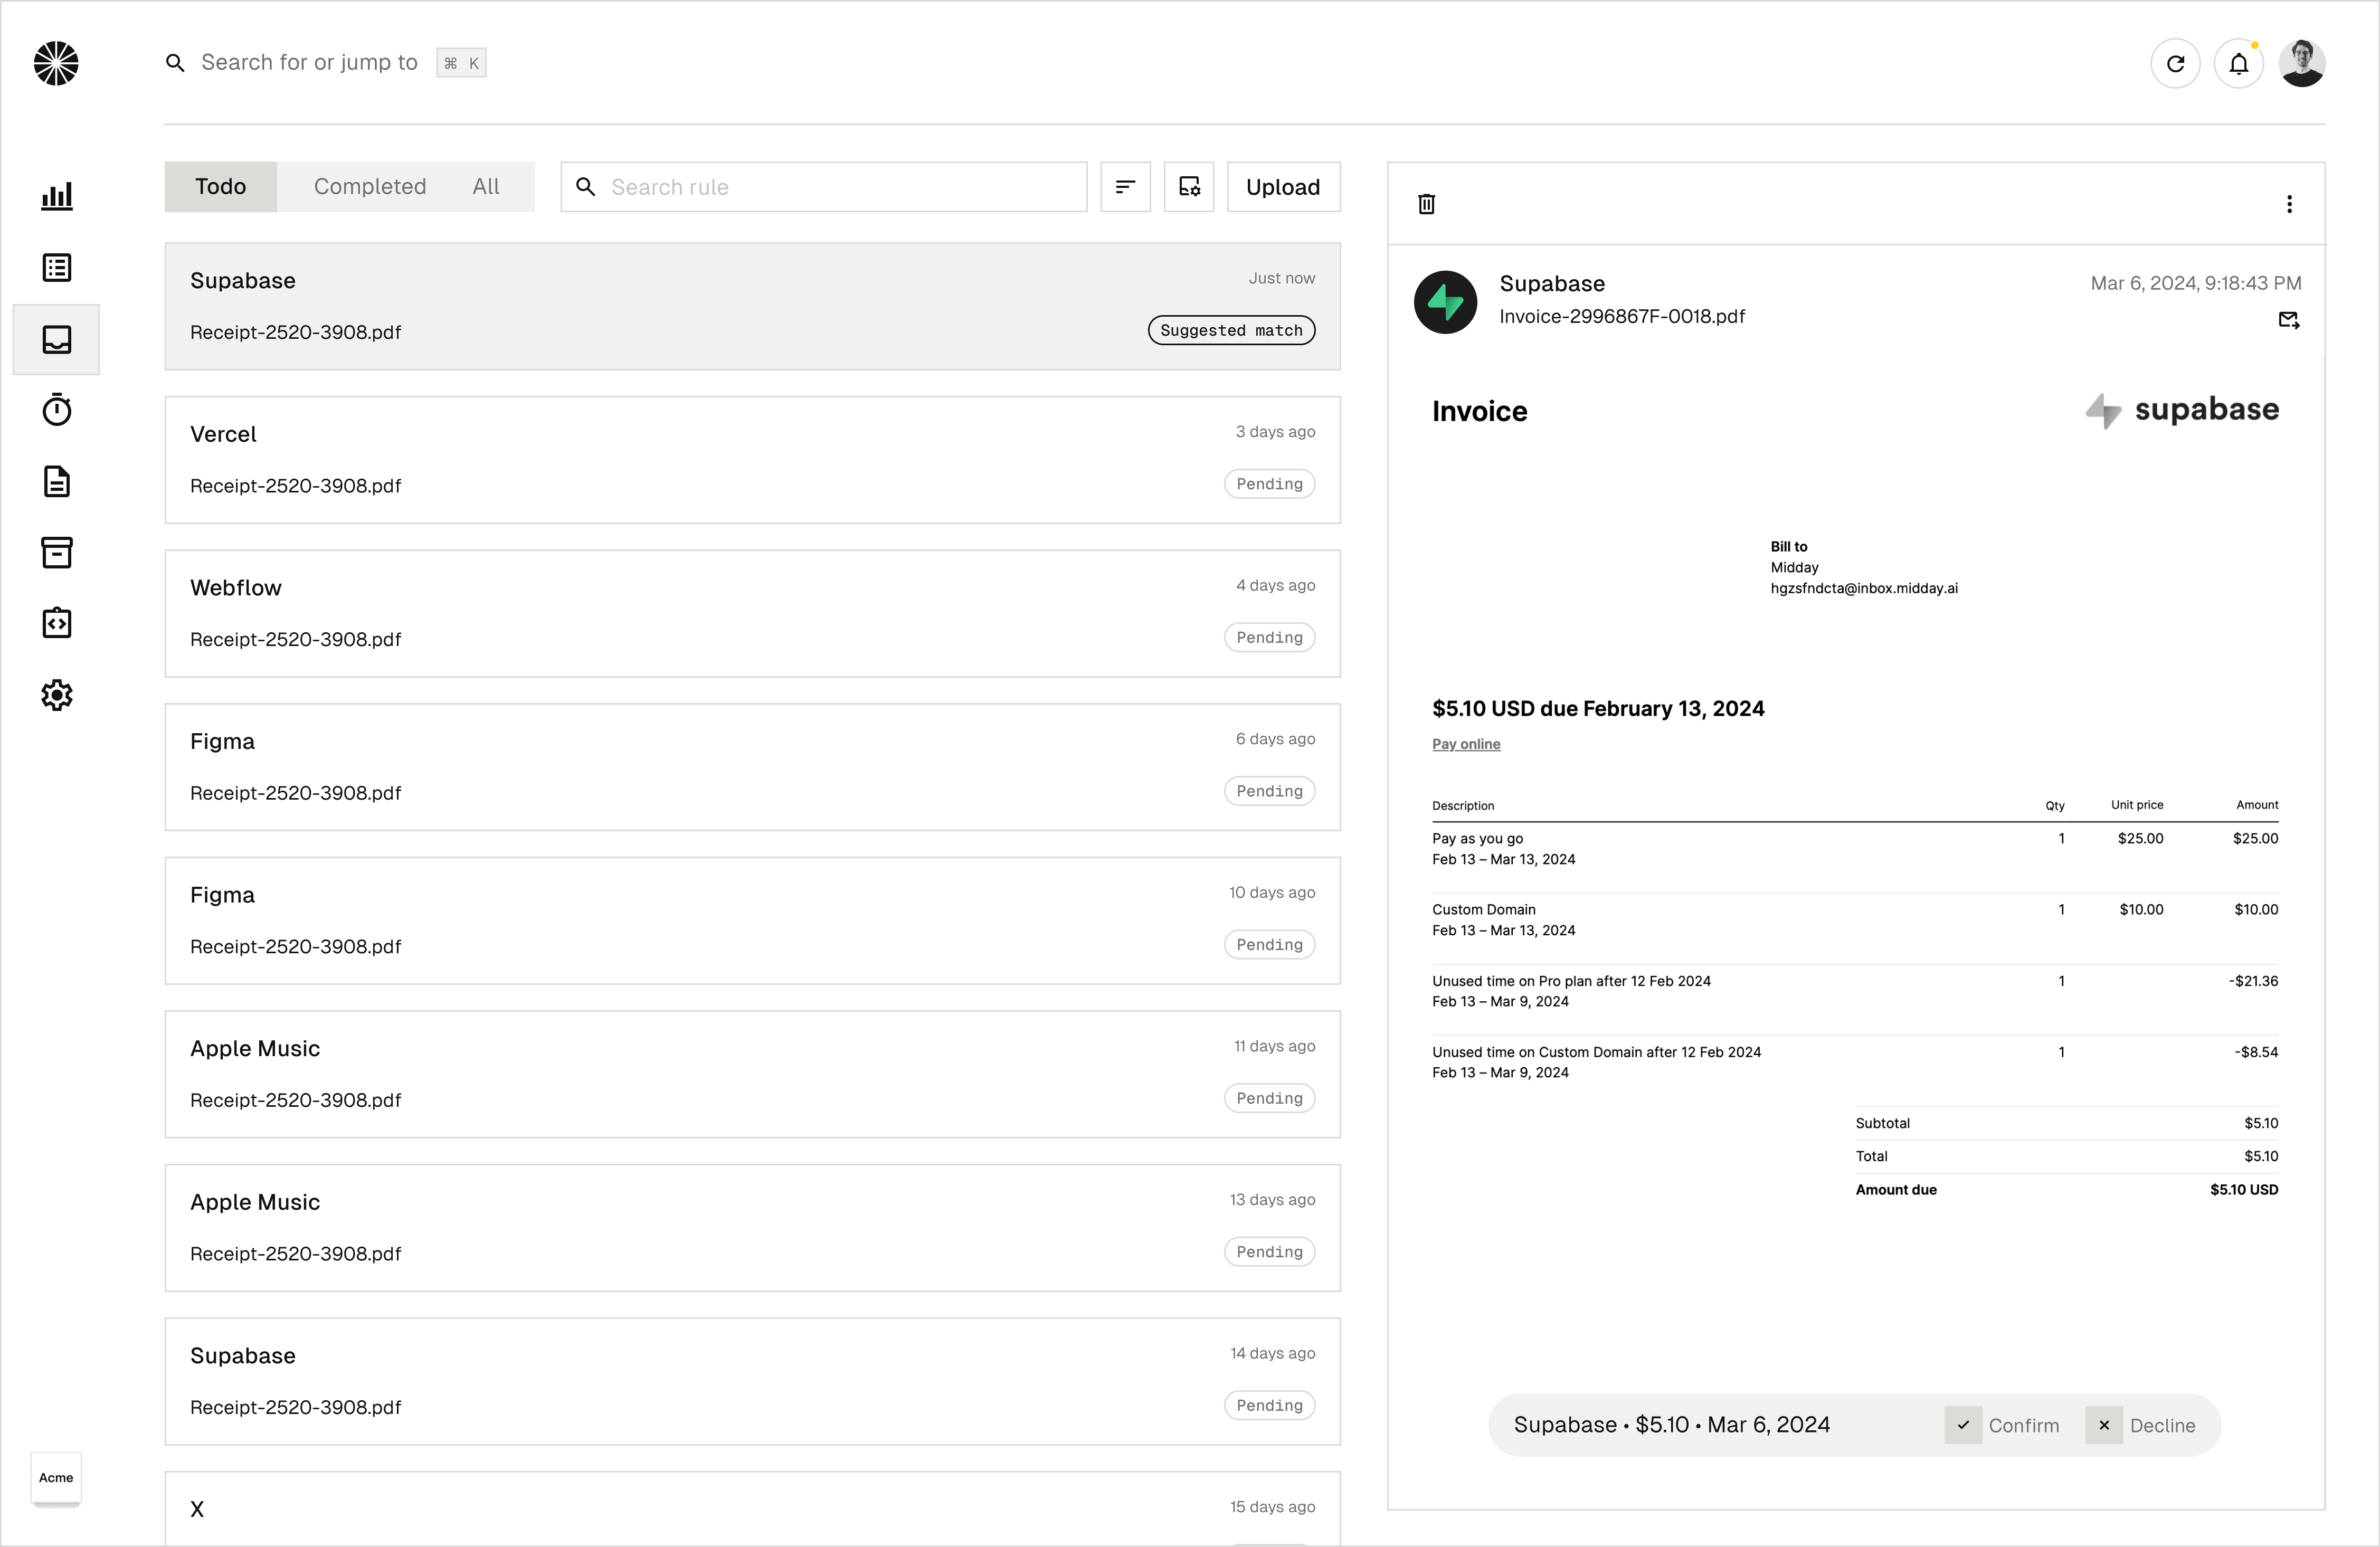 Search for or jump to ⌘ K
Todo Completed All
Search rule
Upload
Supabase Just now
Receipt-2520-3908.pdf Suggested match
Vercel 3 days ago
Receipt-2520-3908.pdf Pending
Webflow 4 days ago
Receipt-2520-3908.pdf Pending
Figma 6 days ago
Receipt-2520-3908.pdf Pending
Figma 10 days ago
Receipt-2520-3908.pdf Pending
Apple Music 11 days ago
Receipt-2520-3908.pdf Pending
Apple Music 13 days ago
Receipt-2520-3908.pdf Pending
Supabase 14 days ago
Receipt-2520-3908.pdf Pending
X 15 days ago
Acme
Supabase Mar 6, 2024, 9:18:43 PM
Invoice-2996867F-0018.pdf
Invoice supabase
Bill to
Midday
hgzsfndcta@inbox.midday.ai
$5.10 USD due February 13, 2024
Pay online
Description Qty Unit price Amount
Pay as you go 1 $25.00 $25.00
Feb 13 – Mar 13, 2024
Custom Domain 1 $10.00 $10.00
Feb 13 – Mar 13, 2024
Unused time on Pro plan after 12 Feb 2024 1 -$21.36
Feb 13 – Mar 9, 2024
Unused time on Custom Domain after 12 Feb 2024 1 -$8.54
Feb 13 – Mar 9, 2024
Subtotal $5.10
Total $5.10
Amount due $5.10 USD
Supabase • $5.10 • Mar 6, 2024 Confirm Decline